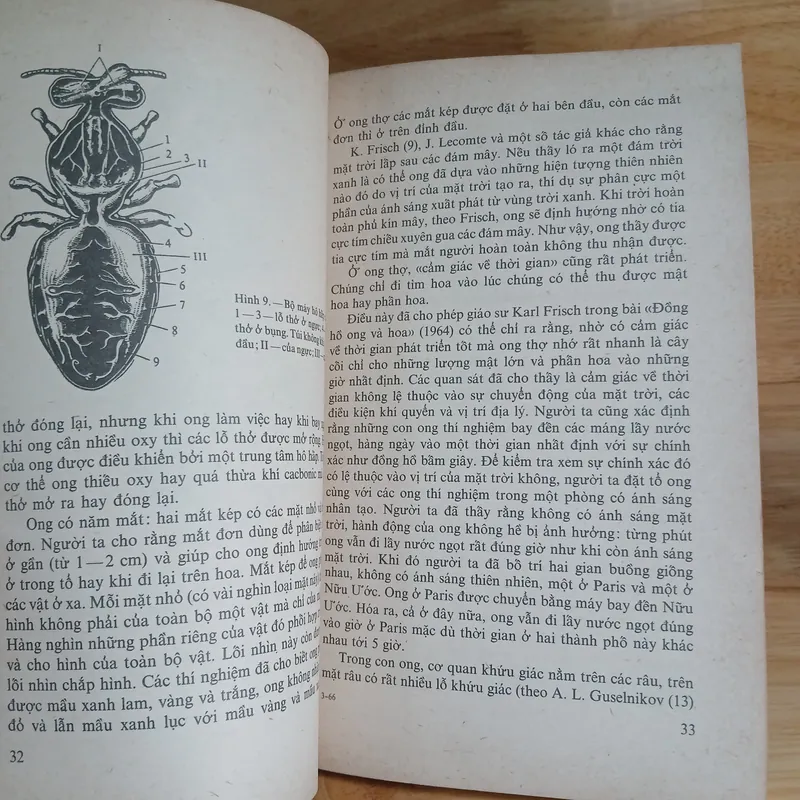 I
1
2
3
II
4
III
5
6
7
8
9
Hình 9. — Bộ máy hô
1 — 3 — lỗ thở ở ngực;
thở ở bụng. Túi không
đầu; II — của ngực;
thở đóng lại, nhưng khi ong làm việc hay khi bay
khi ong cần nhiều oxy thì các lỗ thở được mở rộng
của ong được điều khiển bởi một trung tâm hô hấp.
cơ thể ong thiếu oxy hay quá thừa khí cacbonic
thở mở ra hay đóng lại.
Ong có năm mắt: hai mắt kép có các mặt nhỏ
đơn. Người ta cho rằng mắt đơn dùng để phân
ở gần (từ 1 — 2 cm) và giúp cho ong định hướng
ở trong tổ hay khi đi lại trên hoa. Mắt kép để ong
các vật ở xa. Mỗi mặt nhỏ (có vài nghìn loại mặt này)
hình không phải của toàn bộ một vật mà chỉ của
Hàng nghìn những phần riêng của vật đó phối hợp
và cho hình của toàn bộ vật. Lối nhìn này còn
lối nhìn chắp hình. Các thí nghiệm đã cho biết ong
được mầu xanh lam, vàng và trắng, ong không
đỏ và lẫn mầu xanh lục với mầu vàng và mầu
32
Ở ong thợ các mắt kép được đặt ở hai bên đầu, còn các mắt
đơn thì ở trên đỉnh đầu.
K. Frisch (9), J. Lecomte và một số tác giả khác cho rằng
mặt trời lấp sau các đám mây. Nếu thấy ló ra một đám trời
xanh là có thể ong đã dựa vào những hiện tượng thiên nhiên
nào đó do vị trí của mặt trời tạo ra, thí dụ sự phân cực một
phần của ánh sáng xuất phát từ vùng trời xanh. Khi trời hoàn
toàn phủ kín mây, theo Frisch, ong sẽ định hướng nhờ có tia
cực tím chiếu xuyên qua các đám mây. Như vậy, ong thấy được
tia cực tím mà mắt người hoàn toàn không thu nhận được.
Ở ong thợ, «cảm giác về thời gian» cũng rất phát triển.
Chúng chỉ đi tìm hoa vào lúc chúng có thể thu được mật
hoa hay phấn hoa.
Điều này đã cho phép giáo sư Karl Frisch trong bài «Đồng
hồ ong và hoa» (1964) có thể chỉ ra rằng, nhờ có cảm giác
về thời gian phát triển tốt mà ong thợ nhớ rất nhanh là cây
cối chỉ cho những lượng mật lớn và phấn hoa vào những
giờ nhất định. Các quan sát đã cho thấy là cảm giác về thời
gian không lệ thuộc vào sự chuyển động của mặt trời, các
điều kiện khí quyển và vị trí địa lý. Người ta cũng xác định
rằng những con ong thí nghiệm bay đến các máng lấy nước
ngọt, hàng ngày vào một thời gian nhất định với sự chính
xác như đồng hồ bấm giây. Để kiểm tra xem sự chính xác đó
có lệ thuộc vào vị trí của mặt trời không, người ta đặt tổ ong
cùng với các ong thí nghiệm trong một phòng có ánh sáng
nhân tạo. Người ta đã thấy rằng không có ánh sáng mặt
trời, hành động của ong không hề bị ảnh hưởng: từng phút
ong vẫn đi lấy nước ngọt rất đúng giờ như khi còn ánh sáng
mặt trời. Khi đó người ta đã bố trí hai gian buồng giống
nhau, không có ánh sáng thiên nhiên, một ở Paris và một ở
Nữu Ước. Ong ở Paris được chuyển bằng máy bay đến Nữu
Ước. Hóa ra, cả ở đây nữa, ong vẫn đi lấy nước ngọt đúng
vào giờ ở Paris mặc dù thời gian ở hai thành phố này khác
nhau tới 5 giờ.
Trong con ong, cơ quan khứu giác nằm trên các râu, trên
mặt râu có rất nhiều lỗ khứu giác (theo A. L. Guselnikov (13)
3–66
33